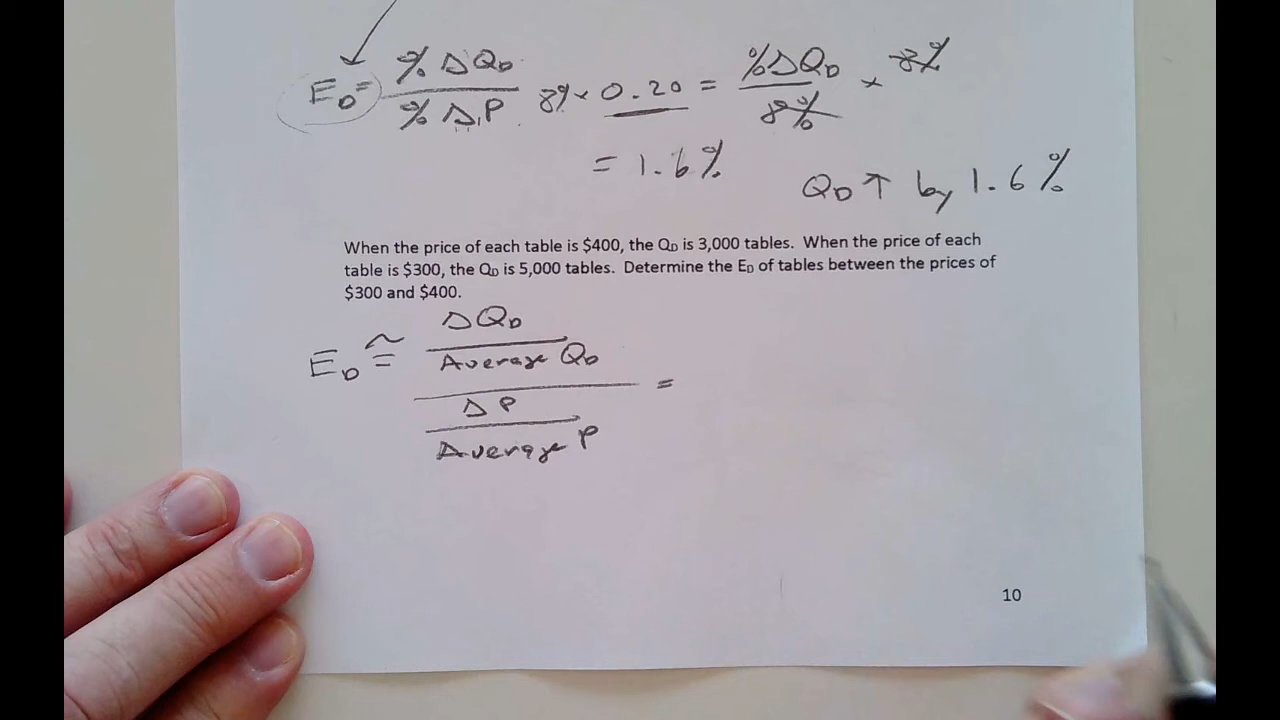 E_D = %ΔQ_D / %ΔP 8% × 0.20 = %ΔQ_D / 8% × 8%
= 1.6%
Q_D ↑ by 1.6%
When the price of each table is $400, the Q_D is 3,000 tables. When the price of each
table is $300, the Q_D is 5,000 tables. Determine the E_D of tables between the prices of
$300 and $400.
ΔQ_D
E_D ≅ Average Q_D
=
ΔP
Average P
10